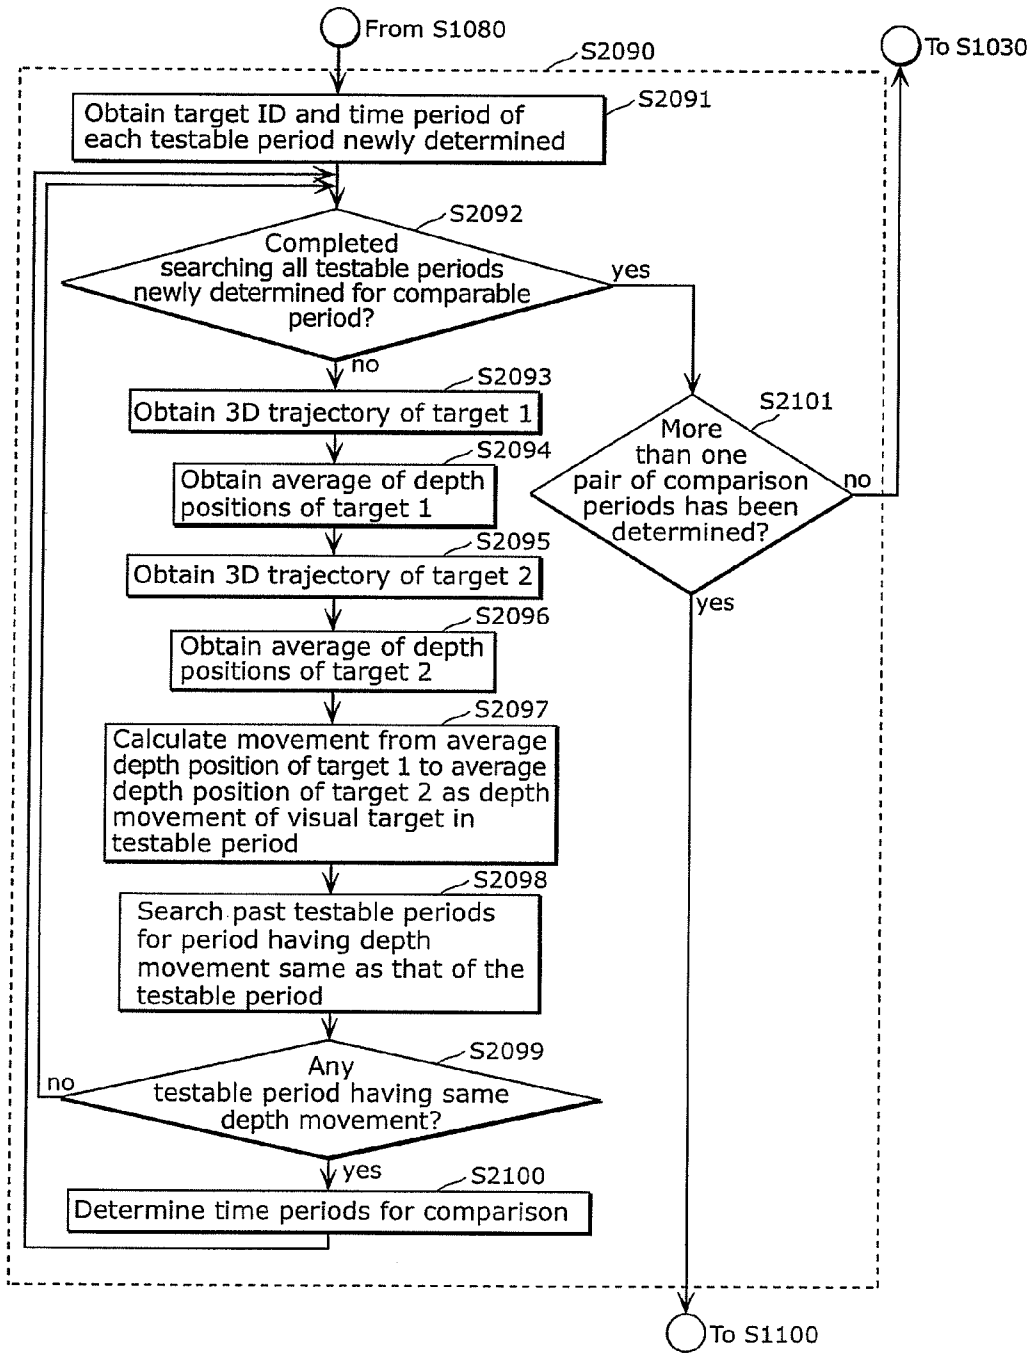 From S1080
To S1030
S2090
S2091
Obtain target ID and time period of
each testable period newly determined
S2092
Completed
searching all testable periods
newly determined for comparable
period?
yes
no
S2093
Obtain 3D trajectory of target 1
S2094
Obtain average of depth
positions of target 1
S2095
Obtain 3D trajectory of target 2
S2096
Obtain average of depth
positions of target 2
S2097
Calculate movement from average
depth position of target 1 to average
depth position of target 2 as depth
movement of visual target in
testable period
S2098
Search past testable periods
for period having depth
movement same as that of the
testable period
S2099
Any
testable period having same
depth movement?
no
yes
S2100
Determine time periods for comparison
S2101
More
than one
pair of comparison
periods has been
determined?
no
yes
To S1100